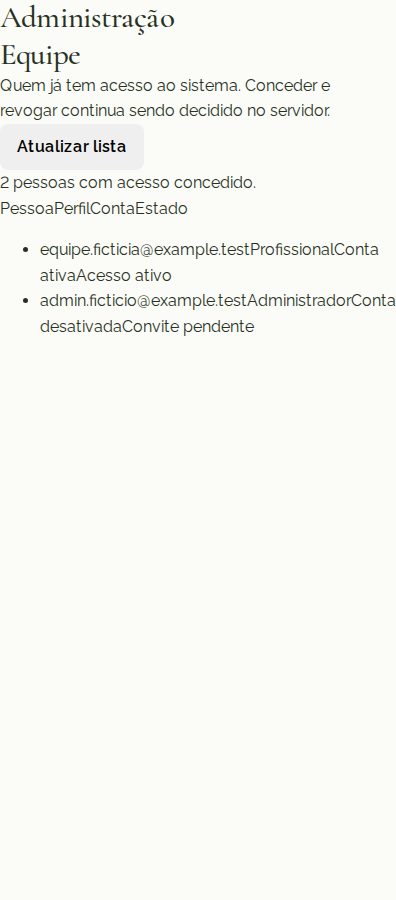 Administração
Equipe
Quem já tem acesso ao sistema. Conceder e
revogar continua sendo decidido no servidor.
Atualizar lista
2 pessoas com acesso concedido.
PessoaPerfilContaEstado
equipe.ficticia@example.testProfissionalConta
ativaAcesso ativo
admin.ficticio@example.testAdministradorConta
desativadaConvite pendente